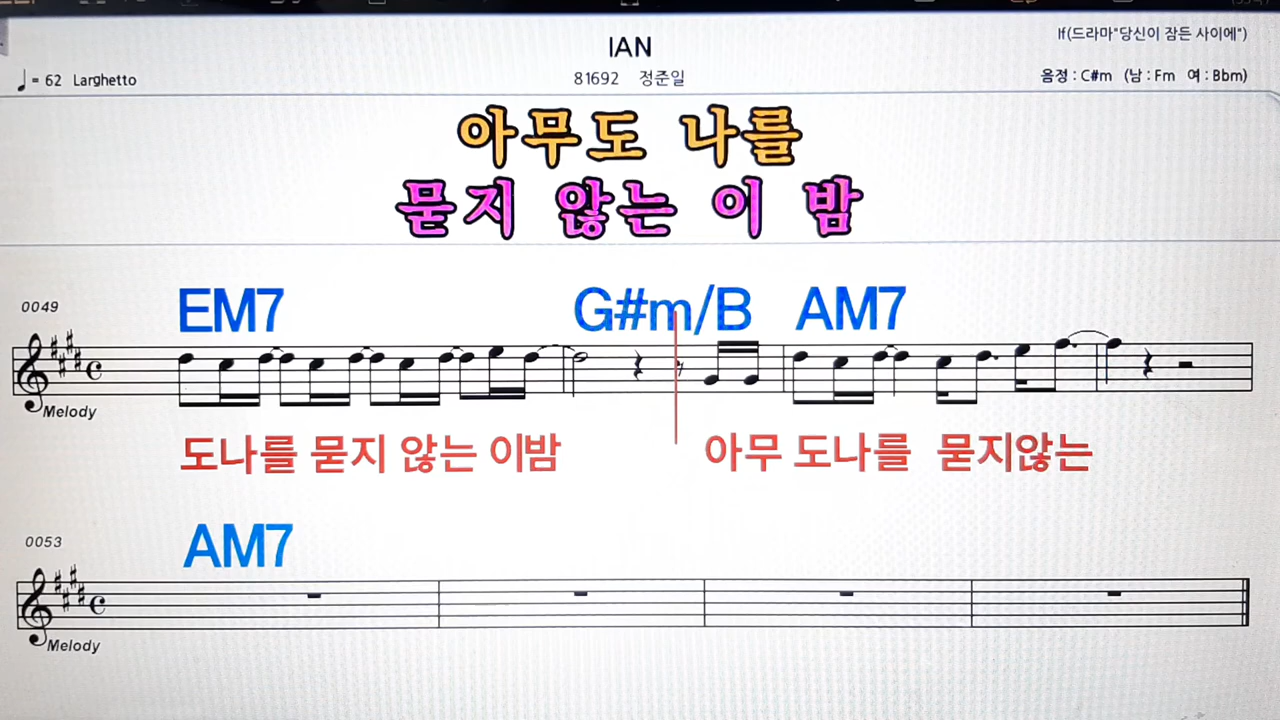 If(드라마"당신이 잠든 사이에")
IAN
♩ = 62 Larghetto
81692 정준일
음정 : C#m (남 : Fm 여 : Bbm)
아무도 나를
묻지 않는 이 밤
0049
EM7 G#m/B AM7
Melody
도나를 묻지 않는 이밤 아무 도나를 묻지않는
0053
AM7
Melody